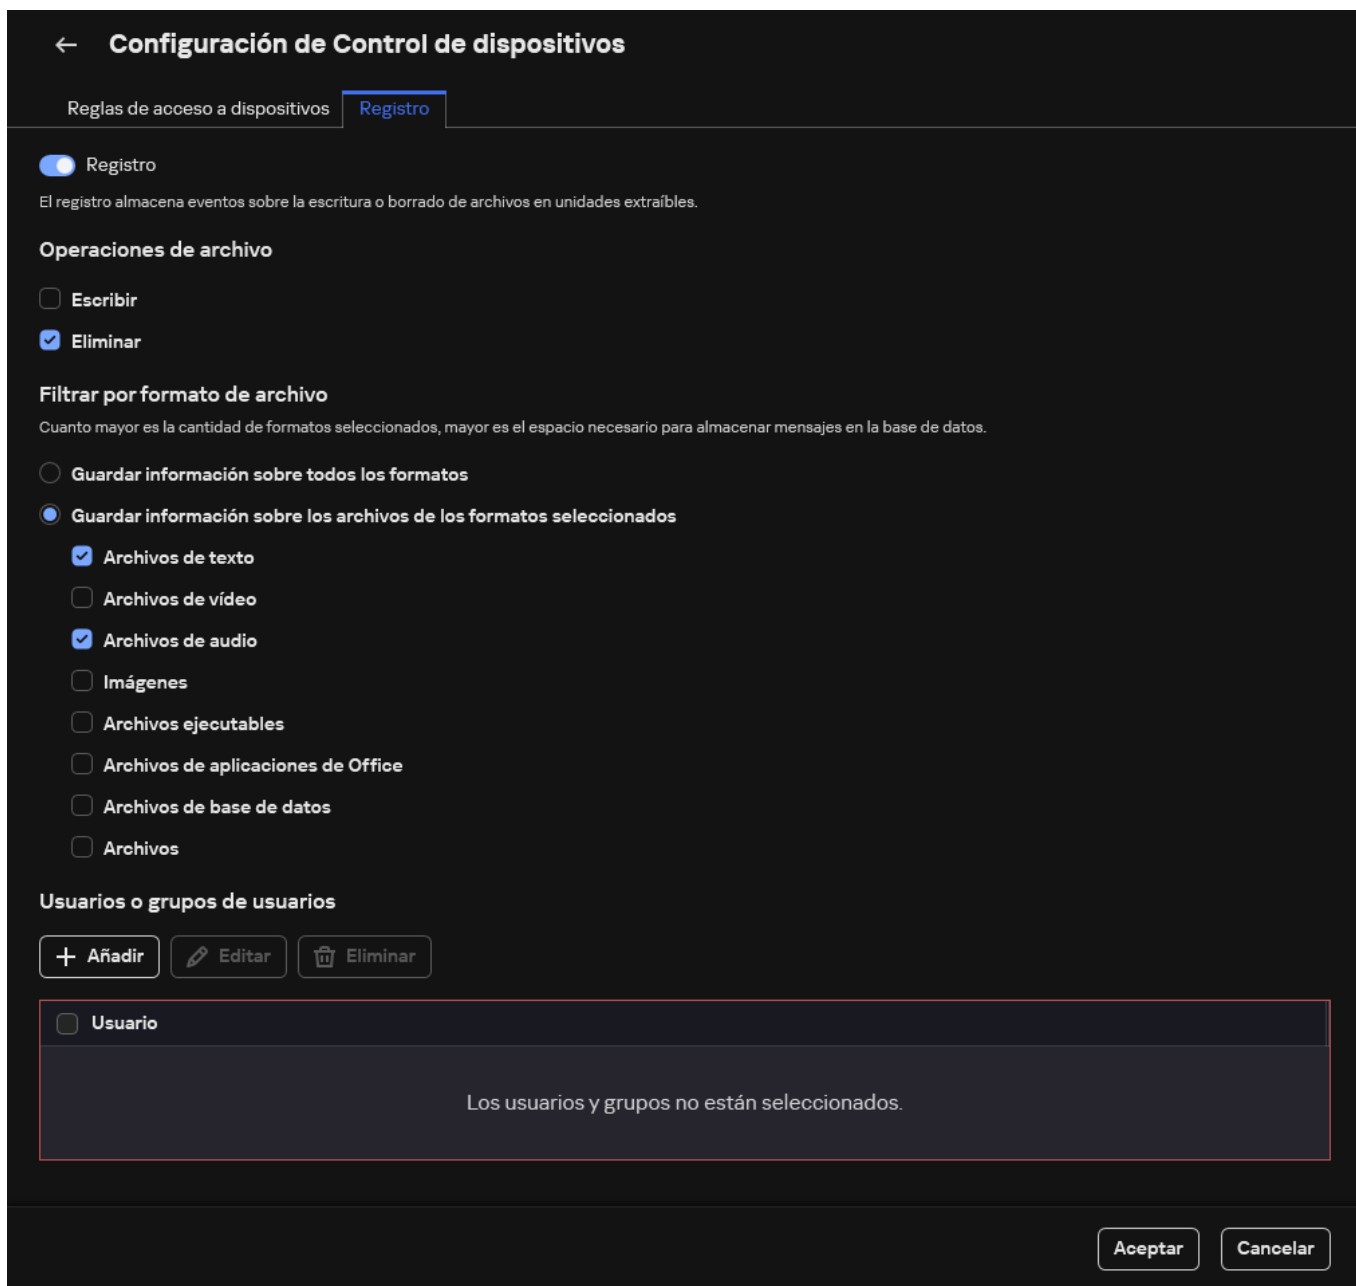 Configuración de Control de dispositivos
Reglas de acceso a dispositivos
Registro
Registro
El registro almacena eventos sobre la escritura o borrado de archivos en unidades extraíbles.
Operaciones de archivo
Escribir
Eliminar
Filtrar por formato de archivo
Cuanto mayor es la cantidad de formatos seleccionados, mayor es el espacio necesario para almacenar mensajes en la base de datos.
Guardar información sobre todos los formatos
Guardar información sobre los archivos de los formatos seleccionados
Archivos de texto
Archivos de vídeo
Archivos de audio
Imágenes
Archivos ejecutables
Archivos de aplicaciones de Office
Archivos de base de datos
Archivos
Usuarios o grupos de usuarios
Añadir
Editar
Eliminar
Usuario
Los usuarios y grupos no están seleccionados.
Aceptar
Cancelar